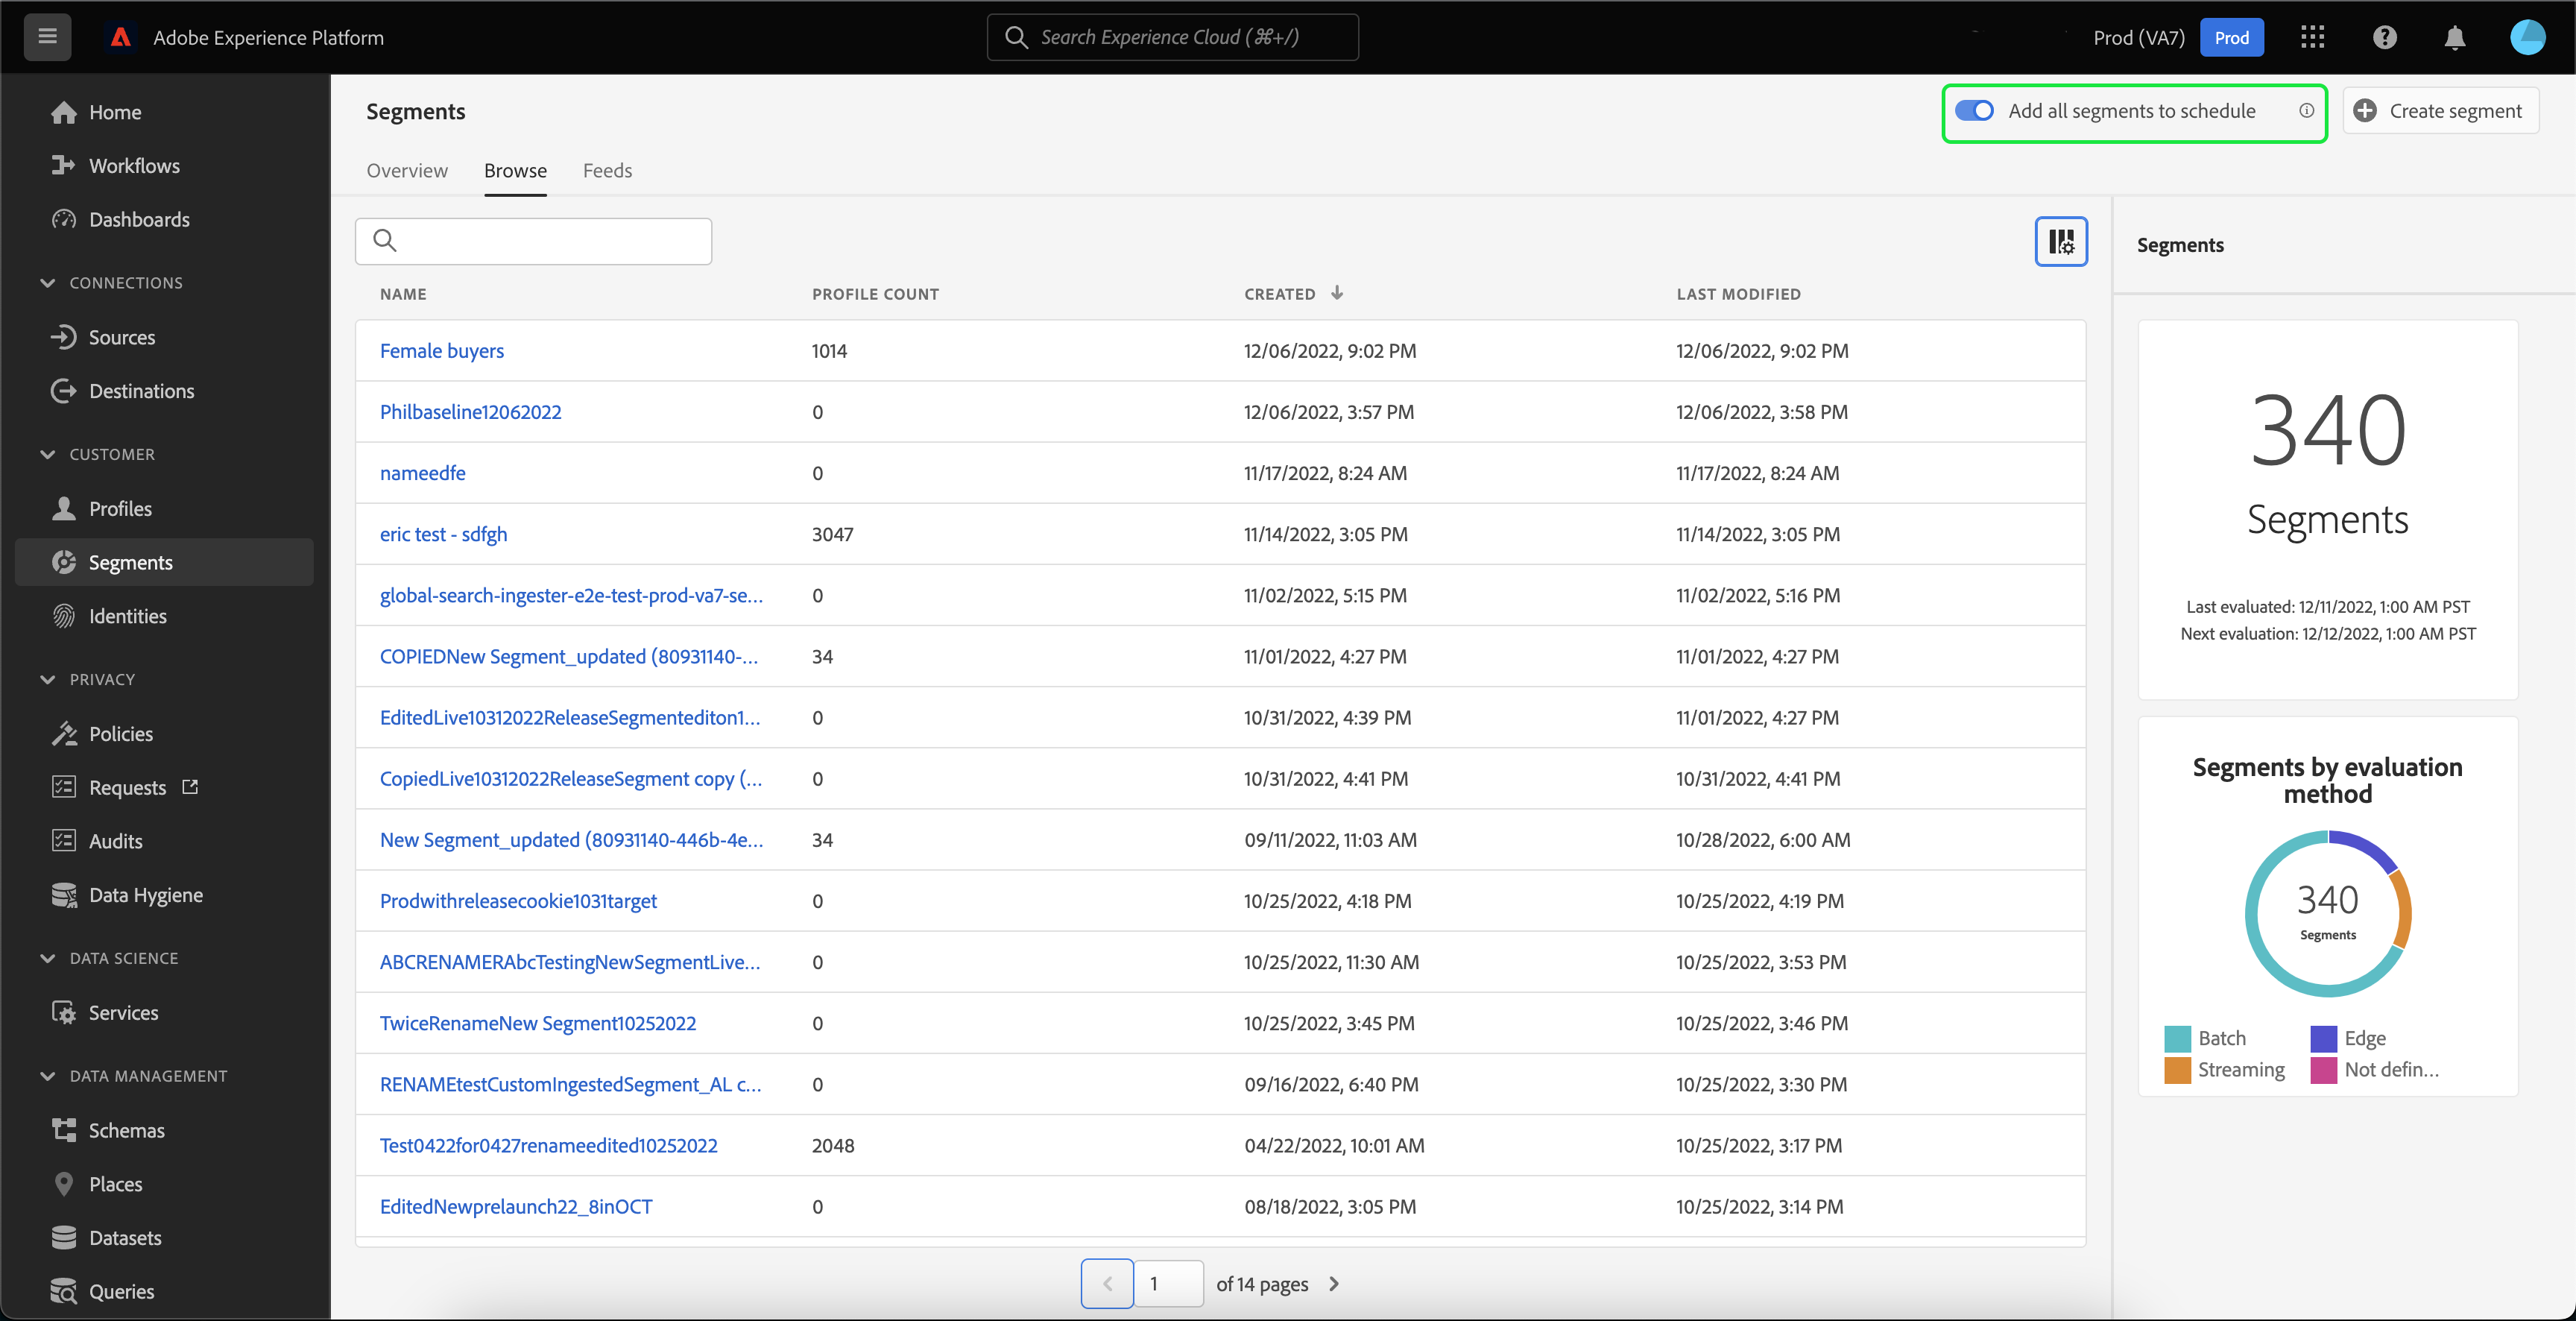 Adobe Experience Platform
Search Experience Cloud (⌘+/)
Prod (VA7)
Prod
Home
Workflows
Dashboards
CONNECTIONS
Sources
Destinations
CUSTOMER
Profiles
Segments
Identities
PRIVACY
Policies
Requests
Audits
Data Hygiene
DATA SCIENCE
Services
DATA MANAGEMENT
Schemas
Places
Datasets
Queries
Segments
Add all segments to schedule
Create segment
Overview Browse Feeds
NAME PROFILE COUNT CREATED LAST MODIFIED
Female buyers 1014 12/06/2022, 9:02 PM 12/06/2022, 9:02 PM
Philbaseline12062022 0 12/06/2022, 3:57 PM 12/06/2022, 3:58 PM
nameedfe 0 11/17/2022, 8:24 AM 11/17/2022, 8:24 AM
eric test - sdfgh 3047 11/14/2022, 3:05 PM 11/14/2022, 3:05 PM
global-search-ingester-e2e-test-prod-va7-se... 0 11/02/2022, 5:15 PM 11/02/2022, 5:16 PM
COPIEDNew Segment_updated (80931140-... 34 11/01/2022, 4:27 PM 11/01/2022, 4:27 PM
EditedLive10312022ReleaseSegmentediton1... 0 10/31/2022, 4:39 PM 11/01/2022, 4:27 PM
CopiedLive10312022ReleaseSegment copy (... 0 10/31/2022, 4:41 PM 10/31/2022, 4:41 PM
New Segment_updated (80931140-446b-4e... 34 09/11/2022, 11:03 AM 10/28/2022, 6:00 AM
Prodwithreleasecookie1031target 0 10/25/2022, 4:18 PM 10/25/2022, 4:19 PM
ABCRENAMERAbcTestingNewSegmentLive... 0 10/25/2022, 11:30 AM 10/25/2022, 3:53 PM
TwiceRenameNew Segment10252022 0 10/25/2022, 3:45 PM 10/25/2022, 3:46 PM
RENAMEtestCustomIngestedSegment_AL c... 0 09/16/2022, 6:40 PM 10/25/2022, 3:30 PM
Test0422for0427renameedited10252022 2048 04/22/2022, 10:01 AM 10/25/2022, 3:17 PM
EditedNewprelaunch22_8inOCT 0 08/18/2022, 3:05 PM 10/25/2022, 3:14 PM
1 of 14 pages
Segments
340
Segments
Last evaluated: 12/11/2022, 1:00 AM PST
Next evaluation: 12/12/2022, 1:00 AM PST
Segments by evaluation
method
340
Segments
Batch Edge
Streaming Not defin...